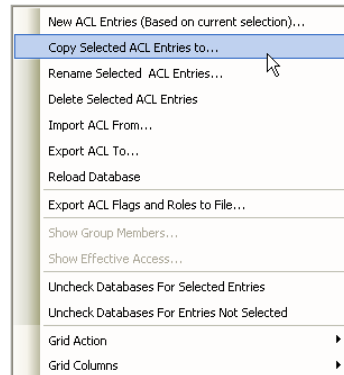 New ACL Entries (Based on current selection)...
Copy Selected ACL Entries to...
Rename Selected  ACL Entries...
Delete Selected ACL Entries
Import ACL From...
Export ACL To...
Reload Database
Export ACL Flags and Roles to File...
Show Group Members...
Show Effective Access...
Uncheck Databases For Selected Entries
Uncheck Databases For Entries Not Selected
Grid Action
Grid Columns